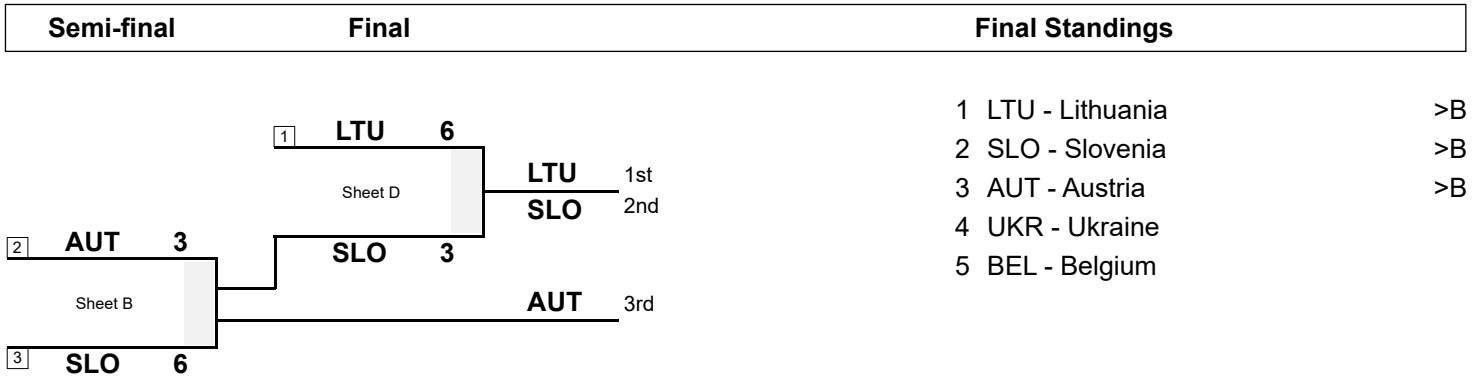 Semi-final Final Final Standings
1 LTU 6
Sheet D
LTU 1st
SLO 2nd
SLO 3
2 AUT 3
Sheet B
3 SLO 6
AUT 3rd
1 LTU - Lithuania >B
2 SLO - Slovenia >B
3 AUT - Austria >B
4 UKR - Ukraine
5 BEL - Belgium